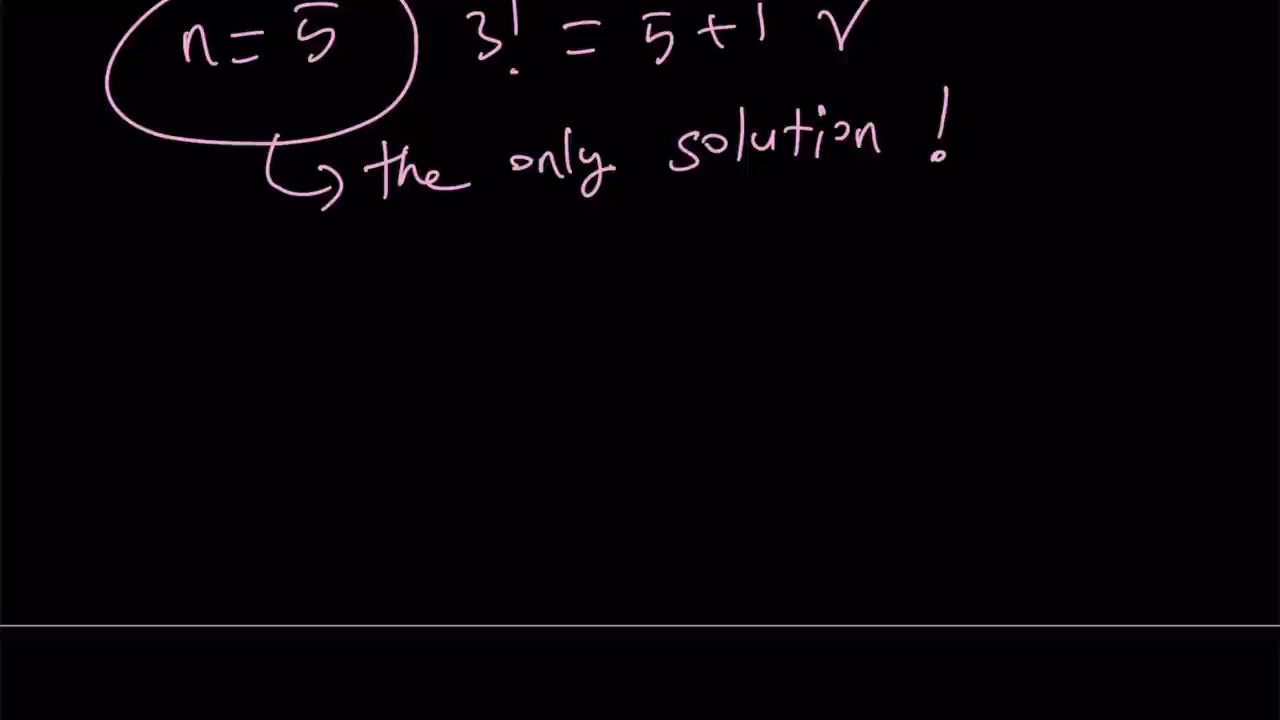 n = 5 3! = 5 + 1 ✓
the only solution !